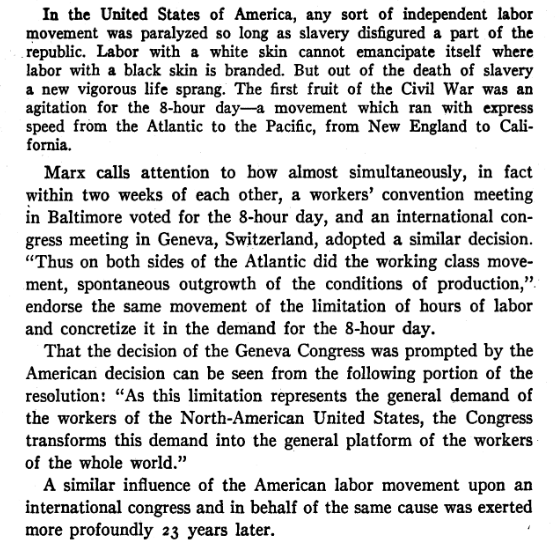 In the United States of America, any sort of independent labor
movement was paralyzed so long as slavery disfigured a part of the
republic. Labor with a white skin cannot emancipate itself where
labor with a black skin is branded. But out of the death of slavery
a new vigorous life sprang. The first fruit of the Civil War was an
agitation for the 8-hour day—a movement which ran with express
speed from the Atlantic to the Pacific, from New England to Cali-
fornia.
Marx calls attention to how almost simultaneously, in fact
within two weeks of each other, a workers' convention meeting
in Baltimore voted for the 8-hour day, and an international con-
gress meeting in Geneva, Switzerland, adopted a similar decision.
“Thus on both sides of the Atlantic did the working class move-
ment, spontaneous outgrowth of the conditions of production,”
endorse the same movement of the limitation of hours of labor
and concretize it in the demand for the 8-hour day.
That the decision of the Geneva Congress was prompted by the
American decision can be seen from the following portion of the
resolution: “As this limitation represents the general demand of
the workers of the North-American United States, the Congress
transforms this demand into the general platform of the workers
of the whole world.”
A similar influence of the American labor movement upon an
international congress and in behalf of the same cause was exerted
more profoundly 23 years later.